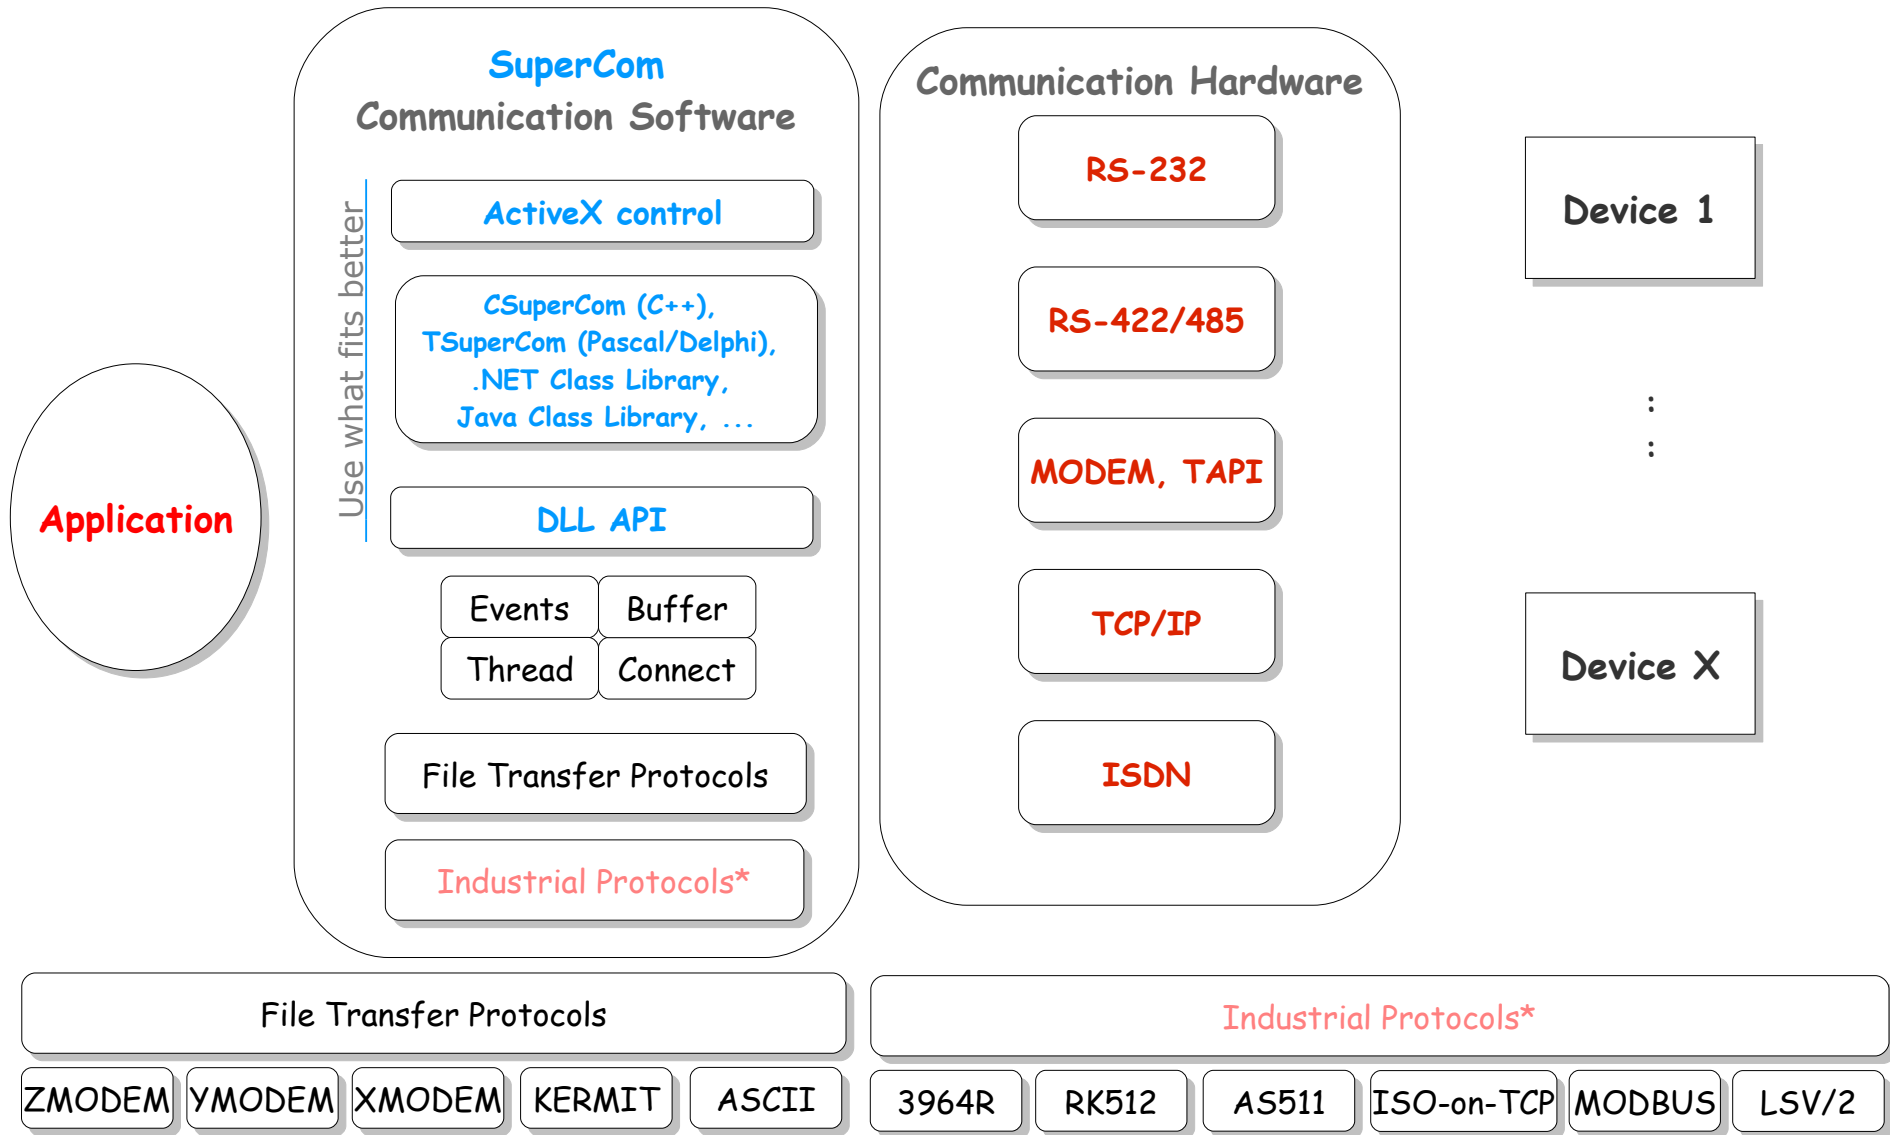 SuperCom
Communication Software
Use what fits better
ActiveX control
CSuperCom (C++),
TSuperCom (Pascal/Delphi),
.NET Class Library,
Java Class Library, ...
DLL API
Events
Buffer
Thread
Connect
File Transfer Protocols
Industrial Protocols*
Application
Communication Hardware
RS-232
RS-422/485
MODEM, TAPI
TCP/IP
ISDN
Device 1
:
:
Device X
File Transfer Protocols
ZMODEM
YMODEM
XMODEM
KERMIT
ASCII
Industrial Protocols*
3964R
RK512
AS511
ISO-on-TCP
MODBUS
LSV/2